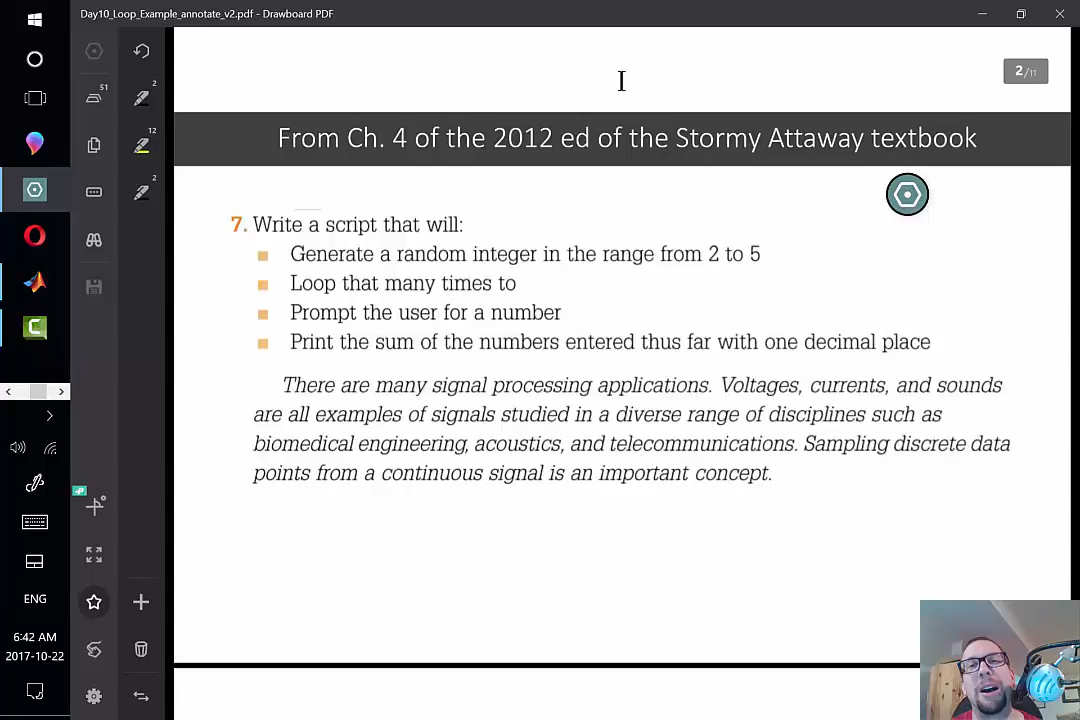 Day10_Loop_Example_annotate_v2.pdf - Drawboard PDF
51
2
12
2
2/11
From Ch. 4 of the 2012 ed of the Stormy Attaway textbook
7. Write a script that will:
Generate a random integer in the range from 2 to 5
Loop that many times to
Prompt the user for a number
Print the sum of the numbers entered thus far with one decimal place
There are many signal processing applications. Voltages, currents, and sounds
are all examples of signals studied in a diverse range of disciplines such as
biomedical engineering, acoustics, and telecommunications. Sampling discrete data
points from a continuous signal is an important concept.
ENG
6:42 AM
2017-10-22